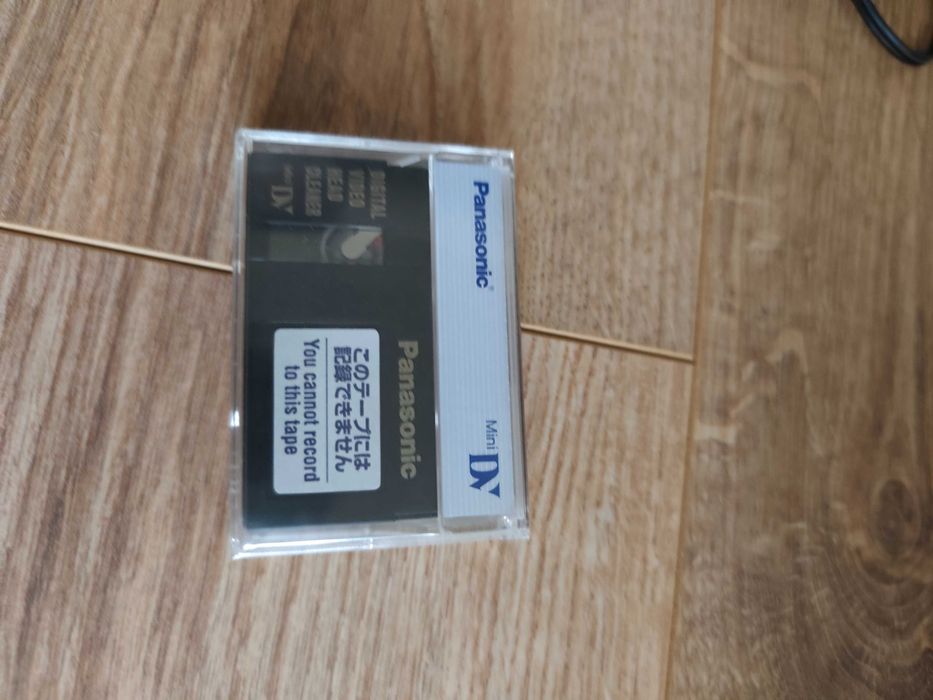 Panasonic
Mini DV
Panasonic
DIGITAL
VIDEO
HEAD
CLEANER
Mini DV
このテープには
記録できません
You cannot record
to this tape